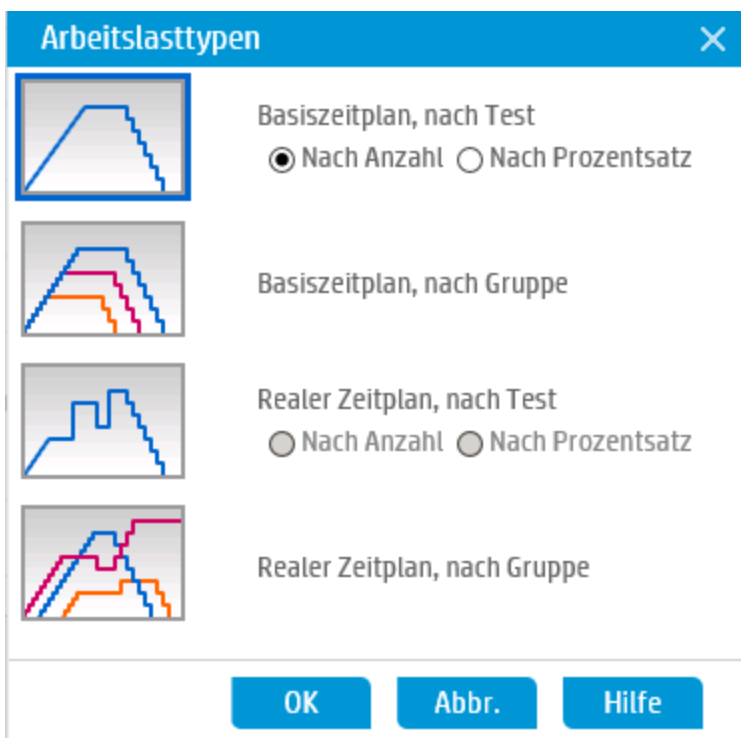 Arbeitslasttypen
Basiszeitplan, nach Test
Nach Anzahl Nach Prozentsatz
Basiszeitplan, nach Gruppe
Realer Zeitplan, nach Test
Nach Anzahl Nach Prozentsatz
Realer Zeitplan, nach Gruppe
OK Abbr. Hilfe